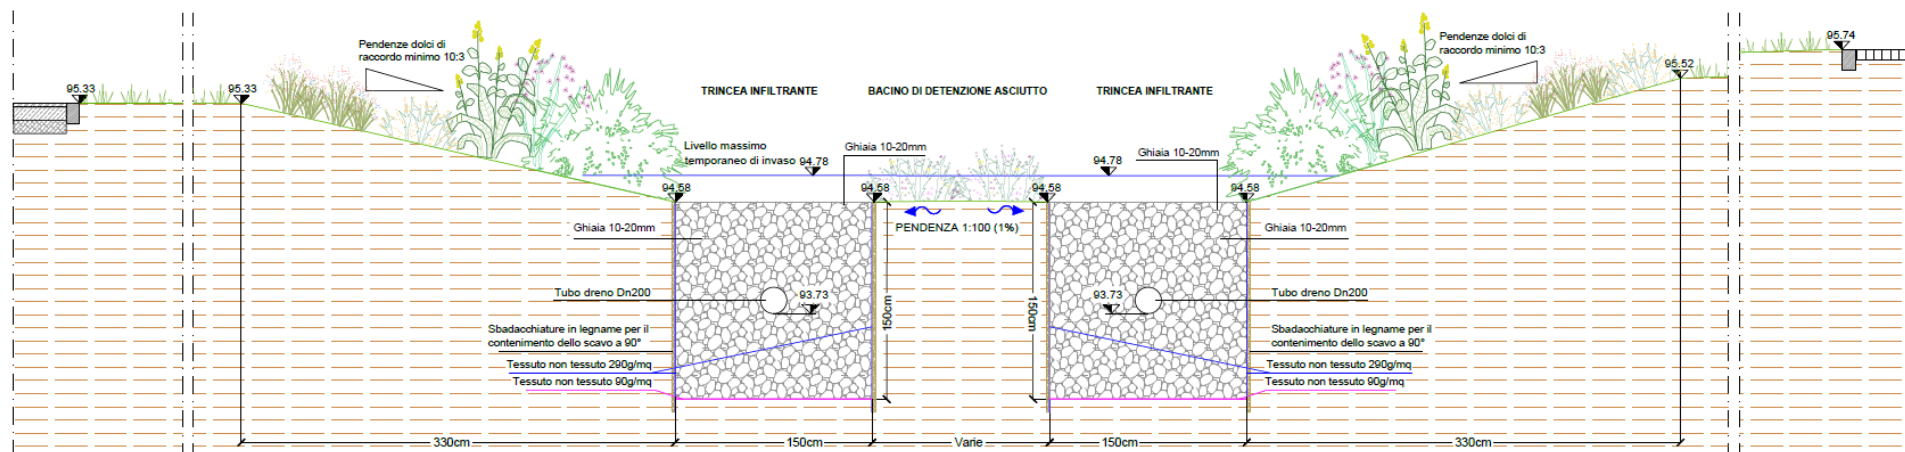 Pendenze dolci di
raccordo minimo 10:3
Pendenze dolci di
raccordo minimo 10:3
95.74
95.52
95.33
95.33
TRINCEA INFILTRANTE
BACINO DI DETENZIONE ASCIUTTO
TRINCEA INFILTRANTE
Livello massimo
temporaneo di invaso
94.78
Ghiaia 10-20mm
94.78
Ghiaia 10-20mm
94.58
94.58
94.58
94.58
Ghiaia 10-20mm
PENDENZA 1:100 (1%)
Ghiaia 10-20mm
Tubo dreno Dn200
93.73
150cm
150cm
93.73
Tubo dreno Dn200
Sbadacchiature in legname per il
contenimento dello scavo a 90°
Sbadacchiature in legname per il
contenimento dello scavo a 90°
Tessuto non tessuto 290g/mq
Tessuto non tessuto 290g/mq
Tessuto non tessuto 90g/mq
Tessuto non tessuto 90g/mq
330cm
150cm
Varie
150cm
330cm